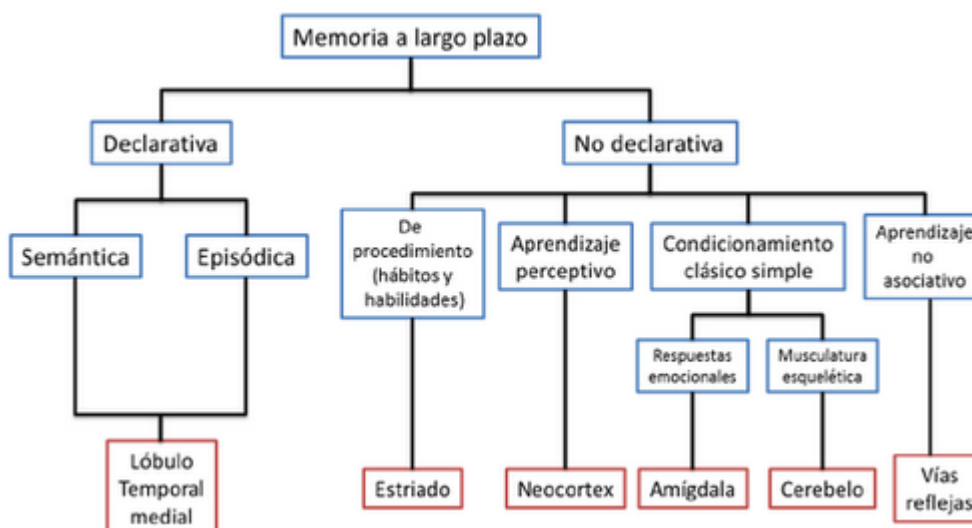 Memoria a largo plazo
Declarativa
No declarativa
Semántica
Episódica
De
procedimiento
(hábitos y
habilidades)
Aprendizaje
perceptivo
Condicionamiento
clásico simple
Aprendizaje
no
asociativo
Respuestas
emocionales
Musculatura
esquelética
Lóbulo
Temporal
medial
Estriado
Neocortex
Amígdala
Cerebelo
Vías
reflejas